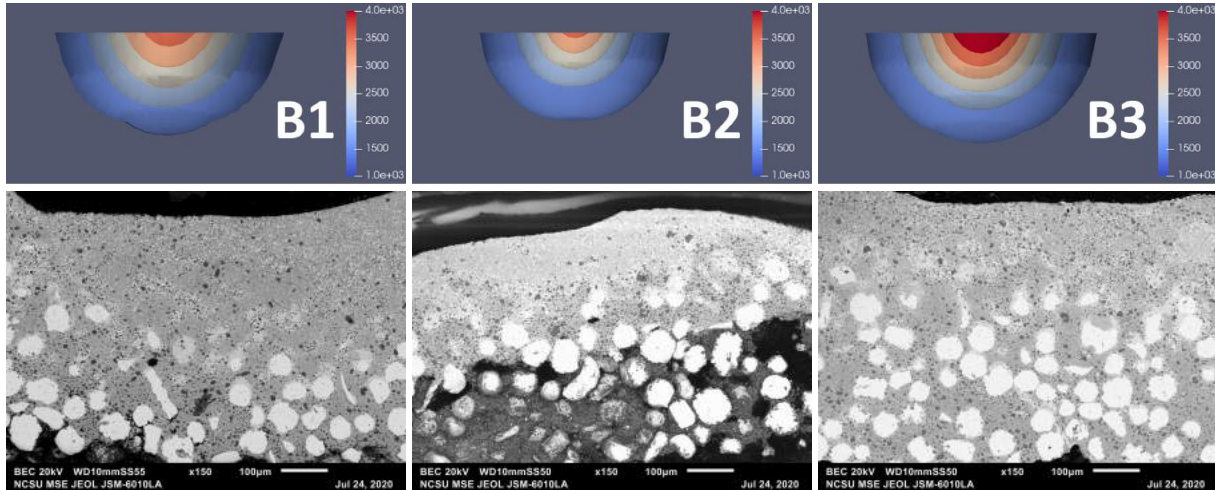 4.0e+03
3500
3000
2500
2000
1500
1.0e+03
B1
4.0e+03
3500
3000
2500
2000
1500
1.0e+03
B2
4.0e+03
3500
3000
2500
2000
1500
1.0e+03
B3
BEC 20kV WD10mmSS55 x150 100µm
NCSU MSE JEOL JSM-6010LA Jul 24, 2020
BEC 20kV WD10mmSS50 x150 100µm
NCSU MSE JEOL JSM-6010LA Jul 24, 2020
BEC 20kV WD10mmSS50 x150 100µm
NCSU MSE JEOL JSM-6010LA Jul 24, 2020